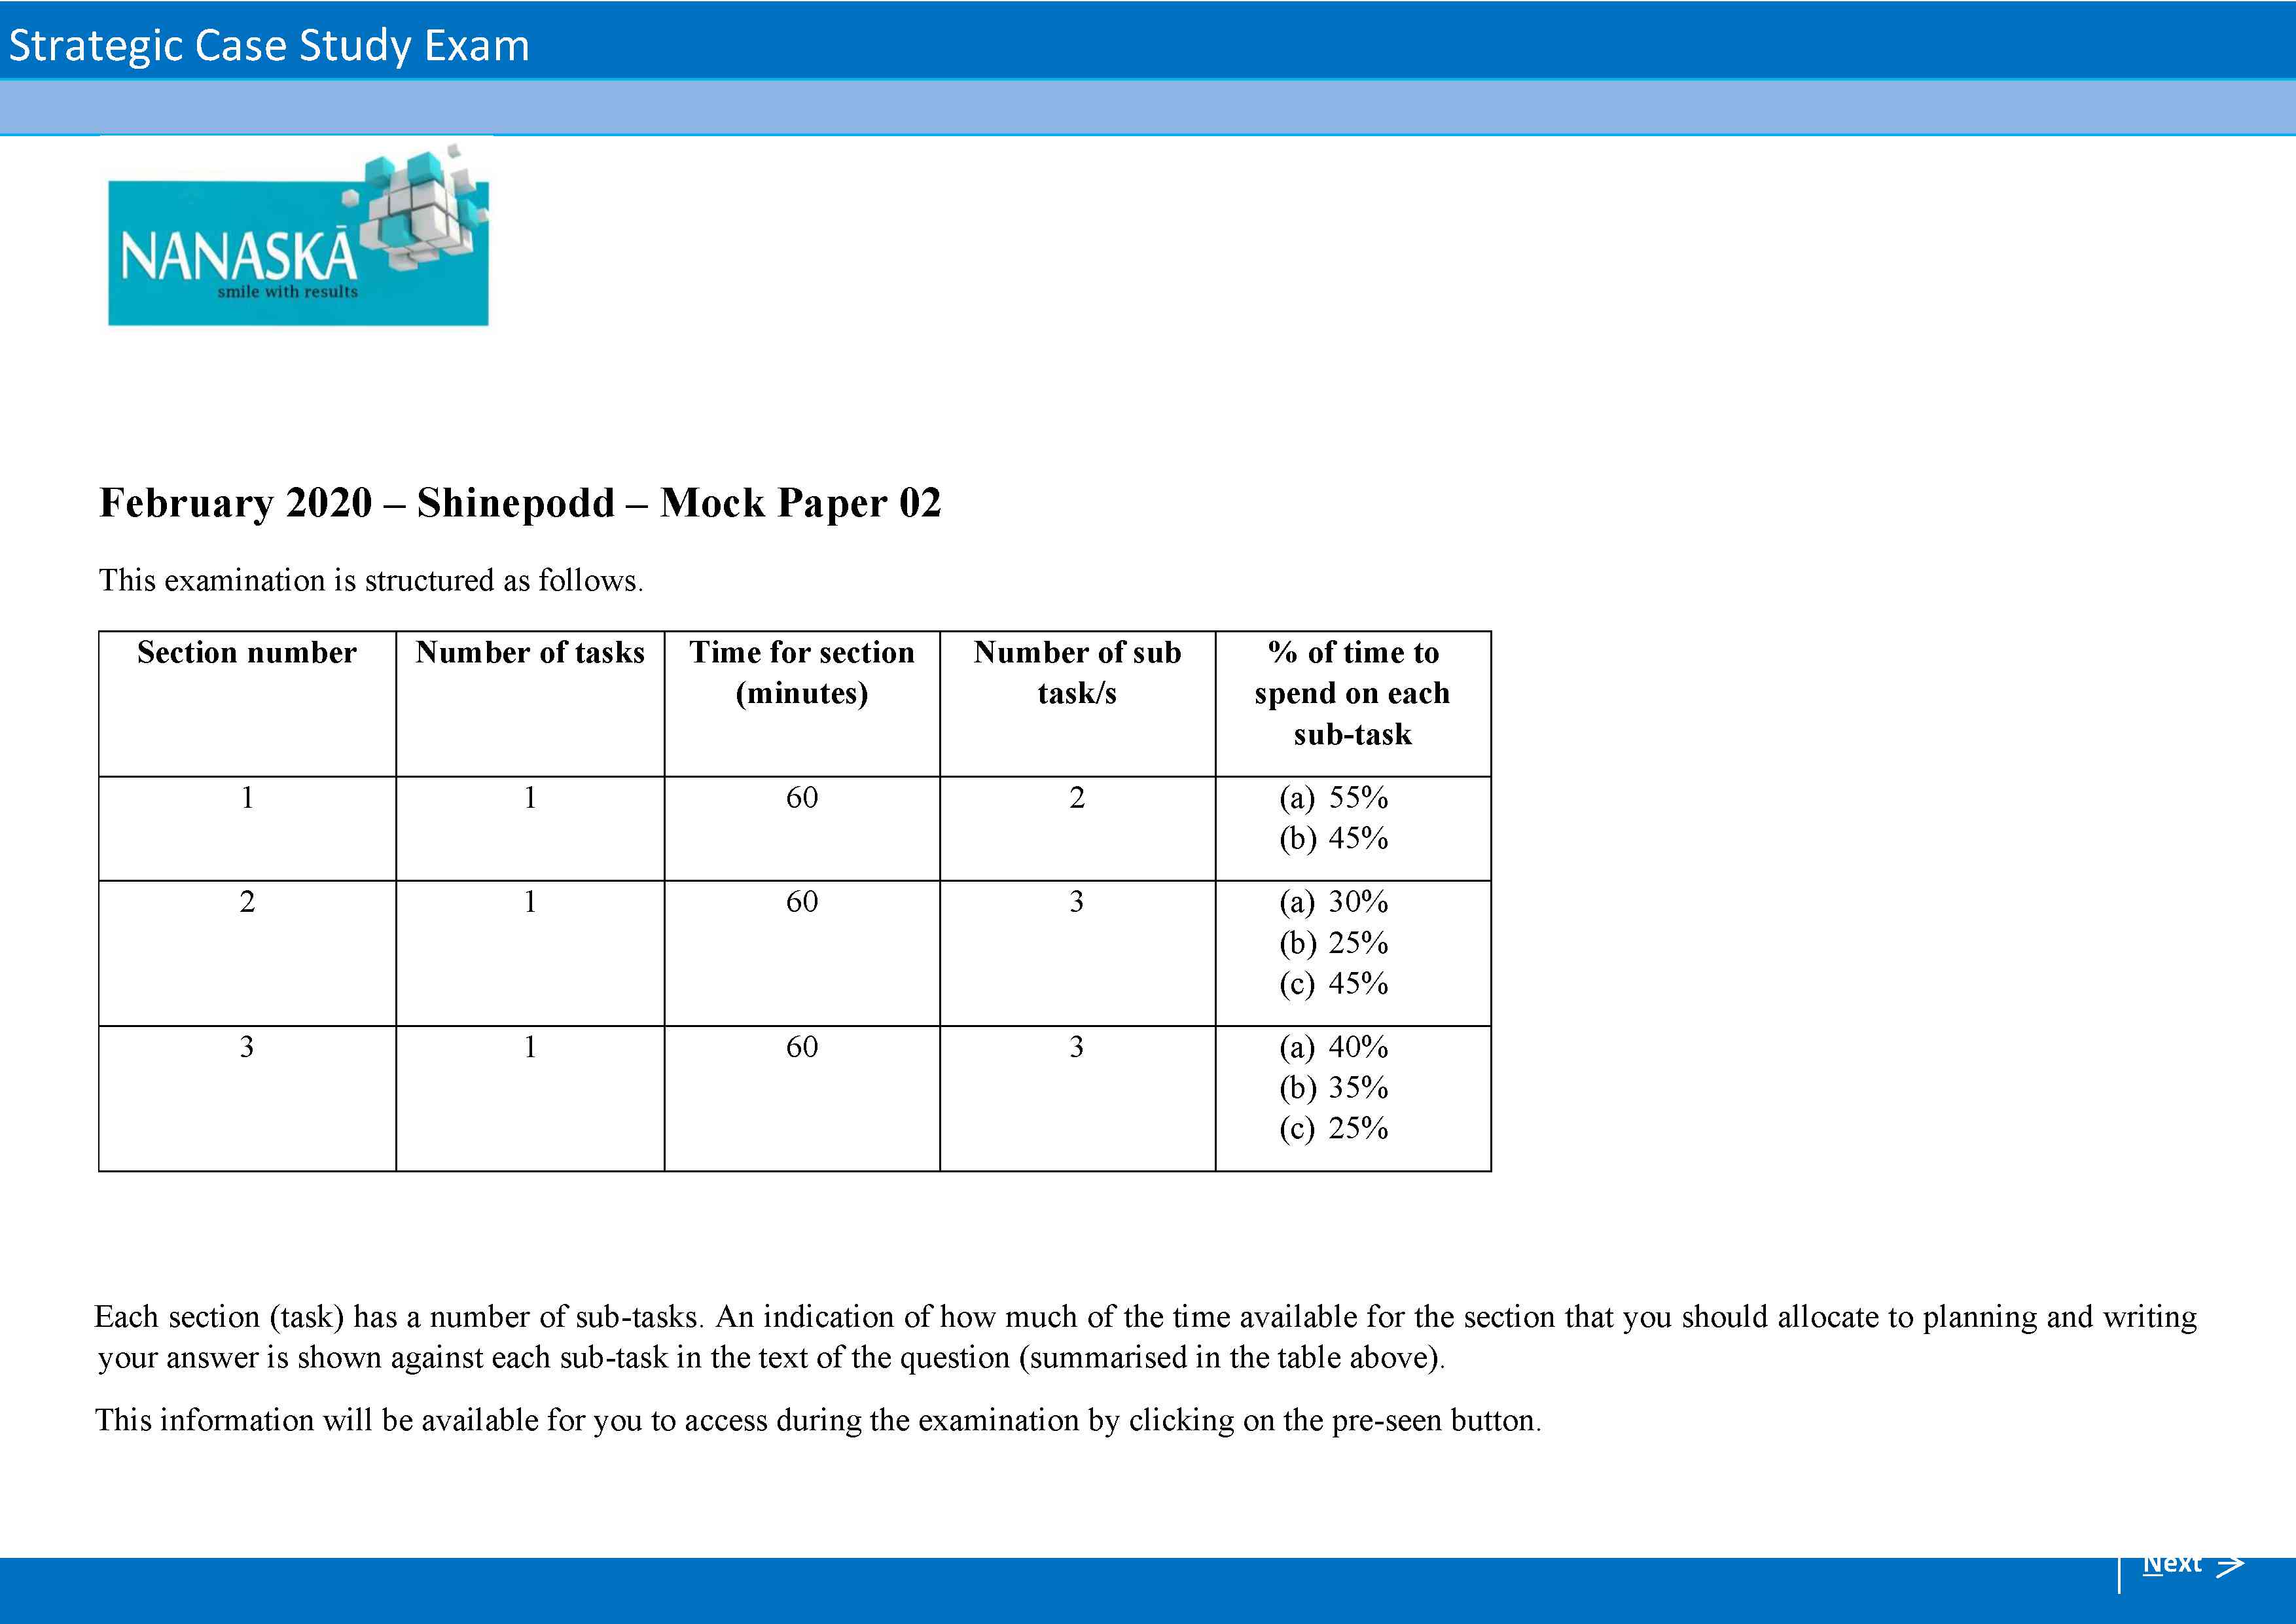 Strategic Case Study Exam
NANASKĀ
smile with results
February 2020 – Shinepodd – Mock Paper 02
This examination is structured as follows.
Section number Number of tasks Time for section (minutes) Number of sub task/s % of time to spend on each sub-task
1 1 60 2 (a) 55%
(b) 45%
2 1 60 3 (a) 30%
(b) 25%
(c) 45%
3 1 60 3 (a) 40%
(b) 35%
(c) 25%
Each section (task) has a number of sub-tasks. An indication of how much of the time available for the section that you should allocate to planning and writing
your answer is shown against each sub-task in the text of the question (summarised in the table above).
This information will be available for you to access during the examination by clicking on the pre-seen button.
Next